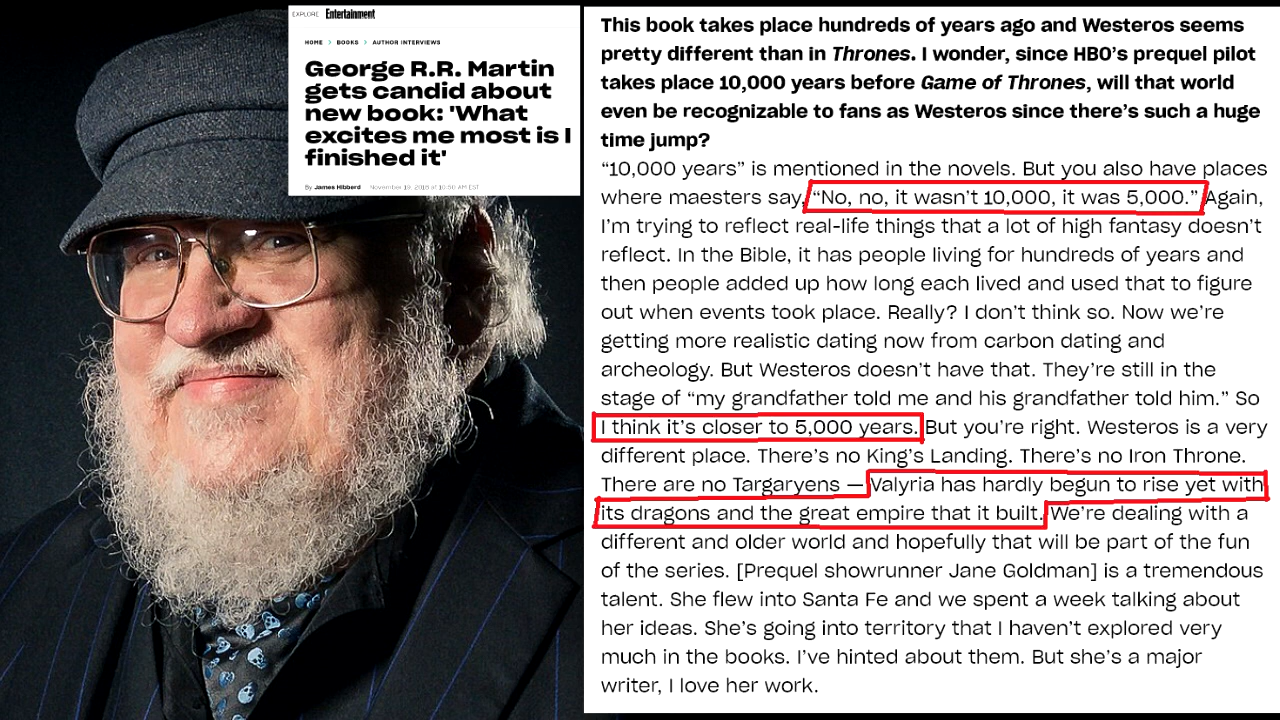 EXPLORE Entertainment
HOME > BOOKS > AUTHOR INTERVIEWS
George R.R. Martin
gets candid about
new book: 'What
excites me most is I
finished it'
By James Hibberd November 19, 2018 at 10:50 AM EST
This book takes place hundreds of years ago and Westeros seems
pretty different than in Thrones. I wonder, since HBO's prequel pilot
takes place 10,000 years before Game of Thrones, will that world
even be recognizable to fans as Westeros since there's such a huge
time jump?
“10,000 years” is mentioned in the novels. But you also have places
where maesters say, “No, no, it wasn't 10,000, it was 5,000.” Again,
I'm trying to reflect real-life things that a lot of high fantasy doesn't
reflect. In the Bible, it has people living for hundreds of years and
then people added up how long each lived and used that to figure
out when events took place. Really? I don't think so. Now we're
getting more realistic dating now from carbon dating and
archeology. But Westeros doesn't have that. They're still in the
stage of “my grandfather told me and his grandfather told him.” So
I think it's closer to 5,000 years. But you're right. Westeros is a very
different place. There's no King's Landing. There's no Iron Throne.
There are no Targaryens — Valyria has hardly begun to rise yet with
its dragons and the great empire that it built. We're dealing with a
different and older world and hopefully that will be part of the fun
of the series. [Prequel showrunner Jane Goldman] is a tremendous
talent. She flew into Santa Fe and we spent a week talking about
her ideas. She's going into territory that I haven't explored very
much in the books. I've hinted about them. But she's a major
writer, I love her work.